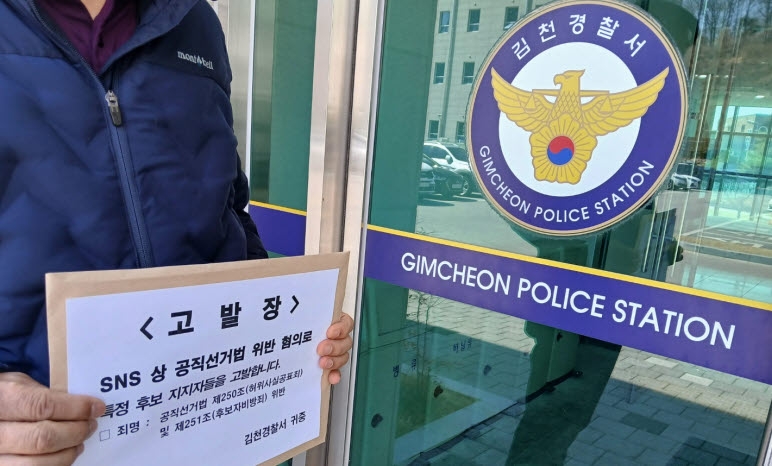 mont•bell
김천경찰서
GIMCHEON POLICE STATION
GIMCHEON POLICE STATION
< 고 발 장 >
SNS 상 공직선거법 위반 혐의로
특정 후보 지지자들을 고발합니다.
□ 죄명 : 공직선거법 제250조(허위사실공표죄)
및 제251조(후보자비방죄) 위반
김천경찰서 귀중